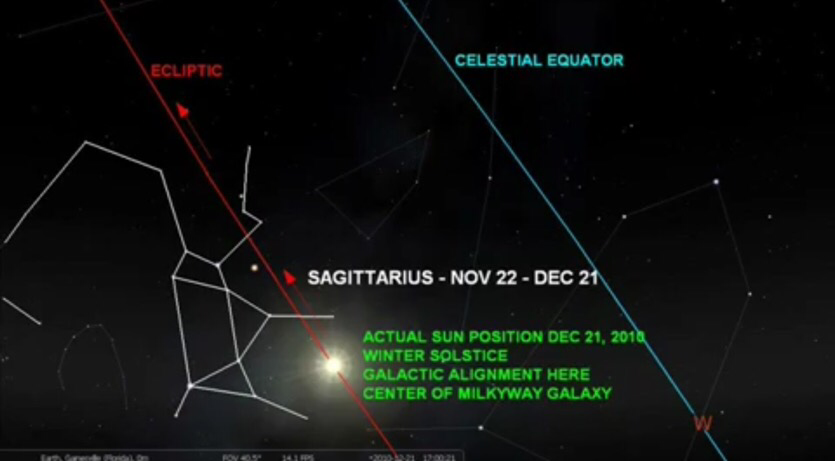 ECLIPTIC
CELESTIAL EQUATOR
SAGITTARIUS - NOV 22 - DEC 21
ACTUAL SUN POSITION DEC 21, 2010
WINTER SOLSTICE
GALACTIC ALIGNMENT HERE
CENTER OF MILKYWAY GALAXY
W
Earth, Gainesville (Florida), 0m FOV 40.5° 14.1 FPS 2010-12-21 17:00:21